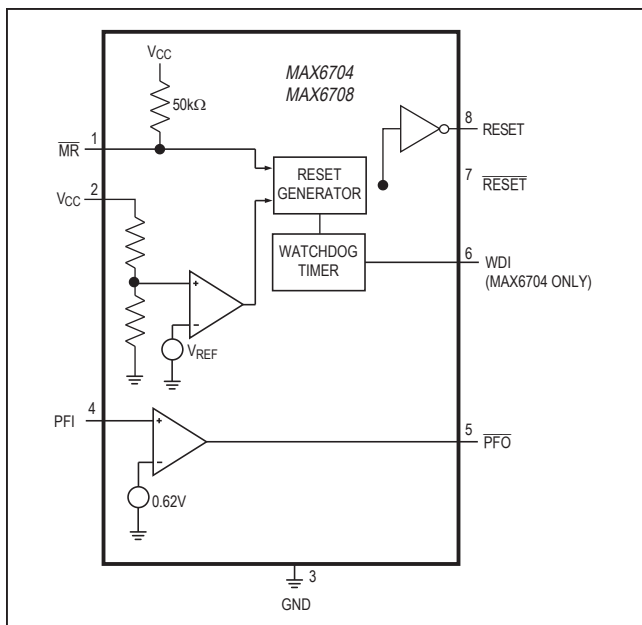 VCC
MAX6704
MAX6708
50kΩ
1
MR
8
RESET
7
RESET
2
VCC
RESET
GENERATOR
WATCHDOG
TIMER
6
WDI
(MAX6704 ONLY)
+
−
VREF
4
PFI
+
−
5
PFO
0.62V
3
GND